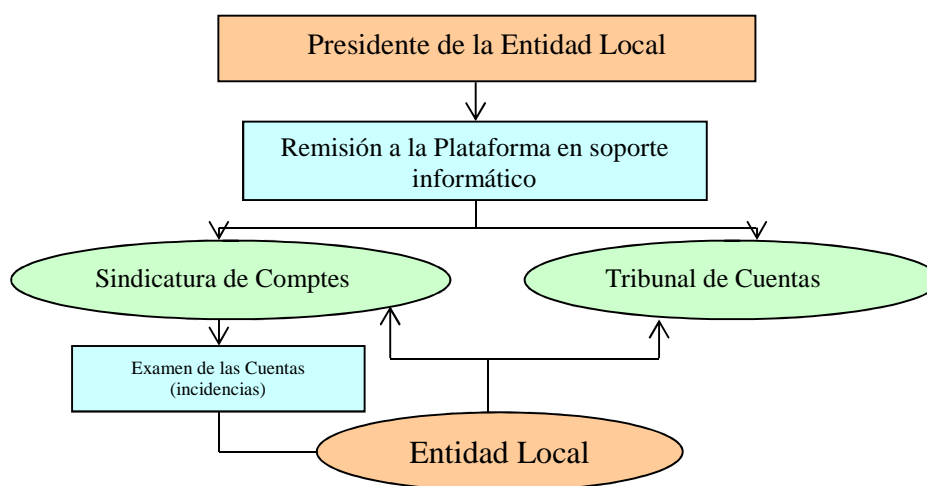 Presidente de la Entidad Local
Remisión a la Plataforma en soporte
informático
Sindicatura de Comptes
Tribunal de Cuentas
Examen de las Cuentas
(incidencias)
Entidad Local